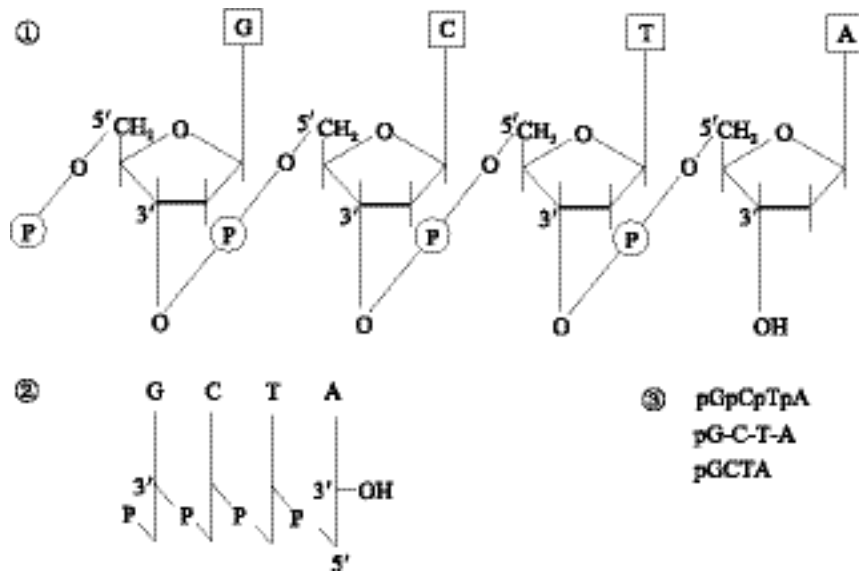 ① G C T A
5′ CH₂ O 5′ CH₂ O 5′ CH₂ O 5′ CH₂ O
O O O O
P 3′ P 3′ P 3′ P 3′
O O O OH
② G C T A
3′ 3′ OH
P P P P
5′
③ pGpCpTpA
pG-C-T-A
pGCTA